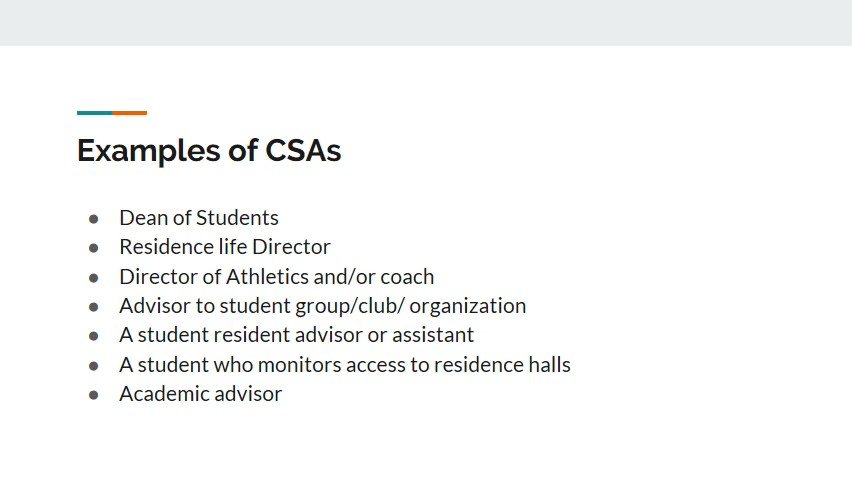 Examples of CSAs
● Dean of Students
● Residence life Director
● Director of Athletics and/or coach
● Advisor to student group/club/ organization
● A student resident advisor or assistant
● A student who monitors access to residence halls
● Academic advisor